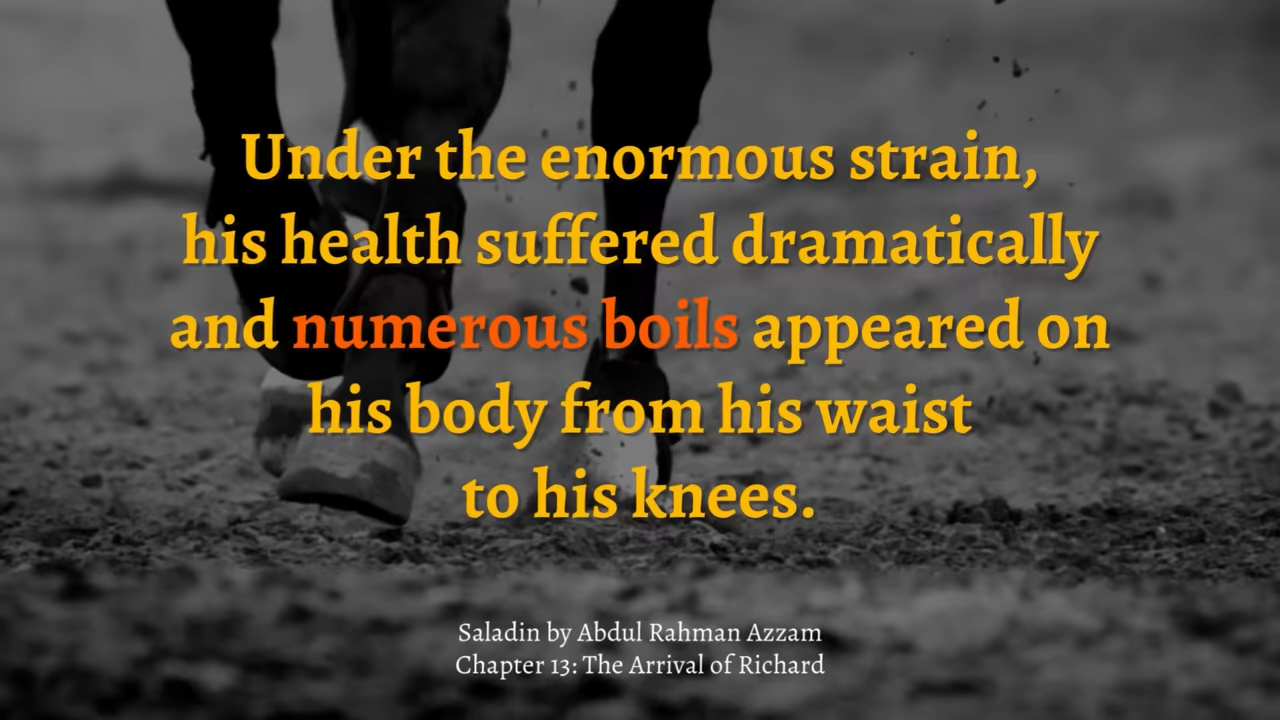 Under the enormous strain,
his health suffered dramatically
and numerous boils appeared on
his body from his waist
to his knees.
Saladin by Abdul Rahman Azzam
Chapter 13: The Arrival of Richard